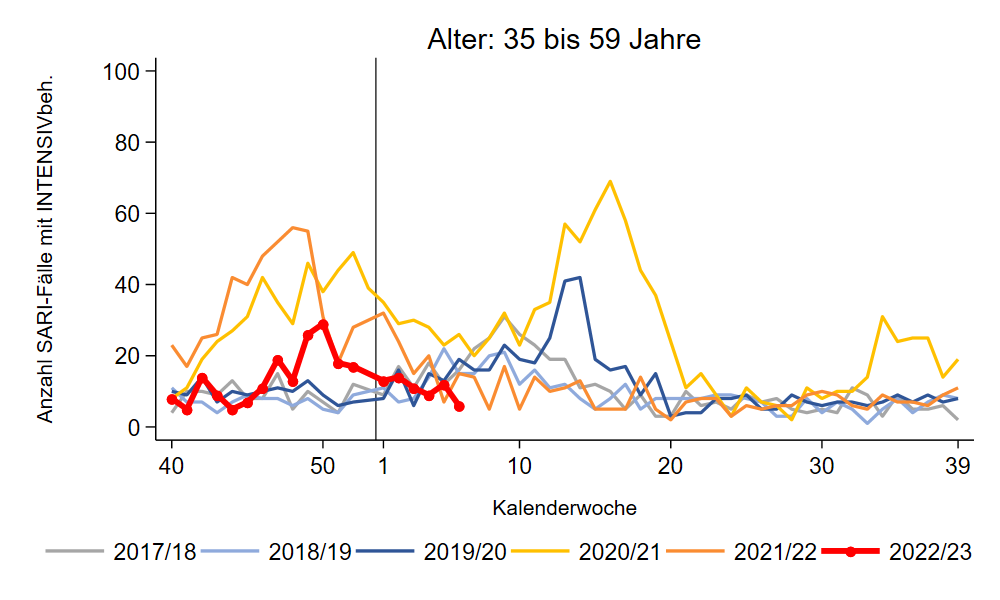 Alter: 35 bis 59 Jahre
Anzahl SARI-Fälle mit INTENSIVbeh.
100
80
60
40
20
0
40 50 1 10 20 30 39
Kalenderwoche
2017/18 2018/19 2019/20 2020/21 2021/22 2022/23